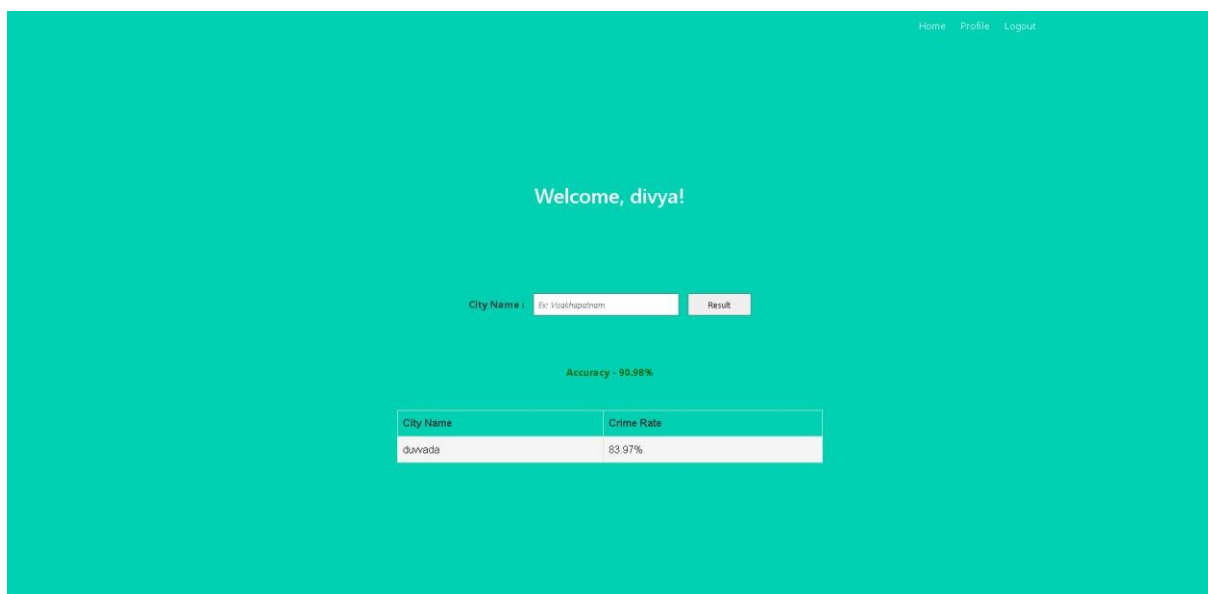 Home Profile Logout
Welcome, divya!
City Name : Ex: Visakhapatnam Result
Accuracy - 90.98%
City Name Crime Rate
duvvada 83.97%